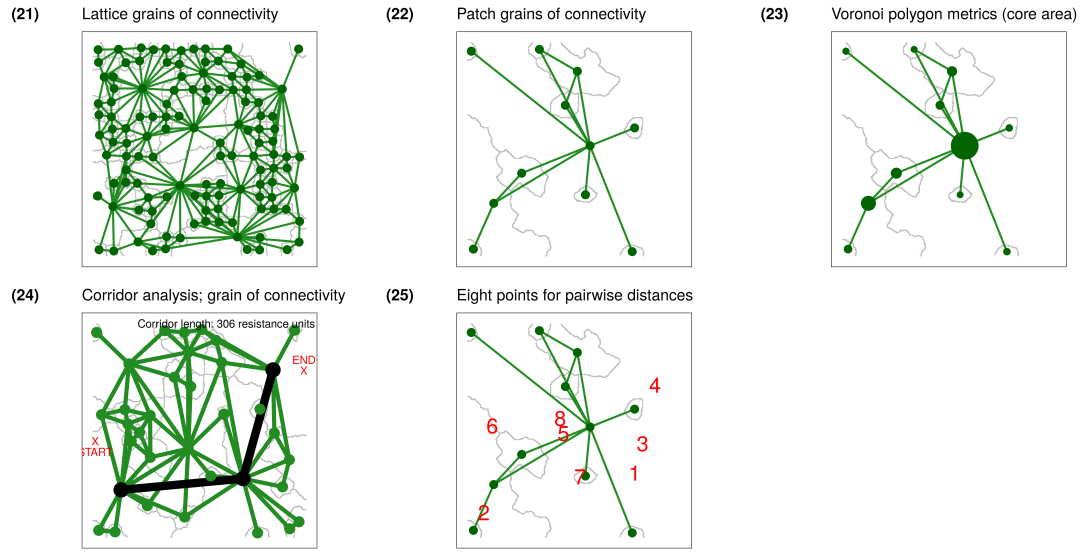 (21) Lattice grains of connectivity
(22) Patch grains of connectivity
(23) Voronoi polygon metrics (core area)
(24) Corridor analysis; grain of connectivity
Corridor length: 306 resistance units
END
X
X
START
(25) Eight points for pairwise distances
4
8
6
5
3
1
7
2